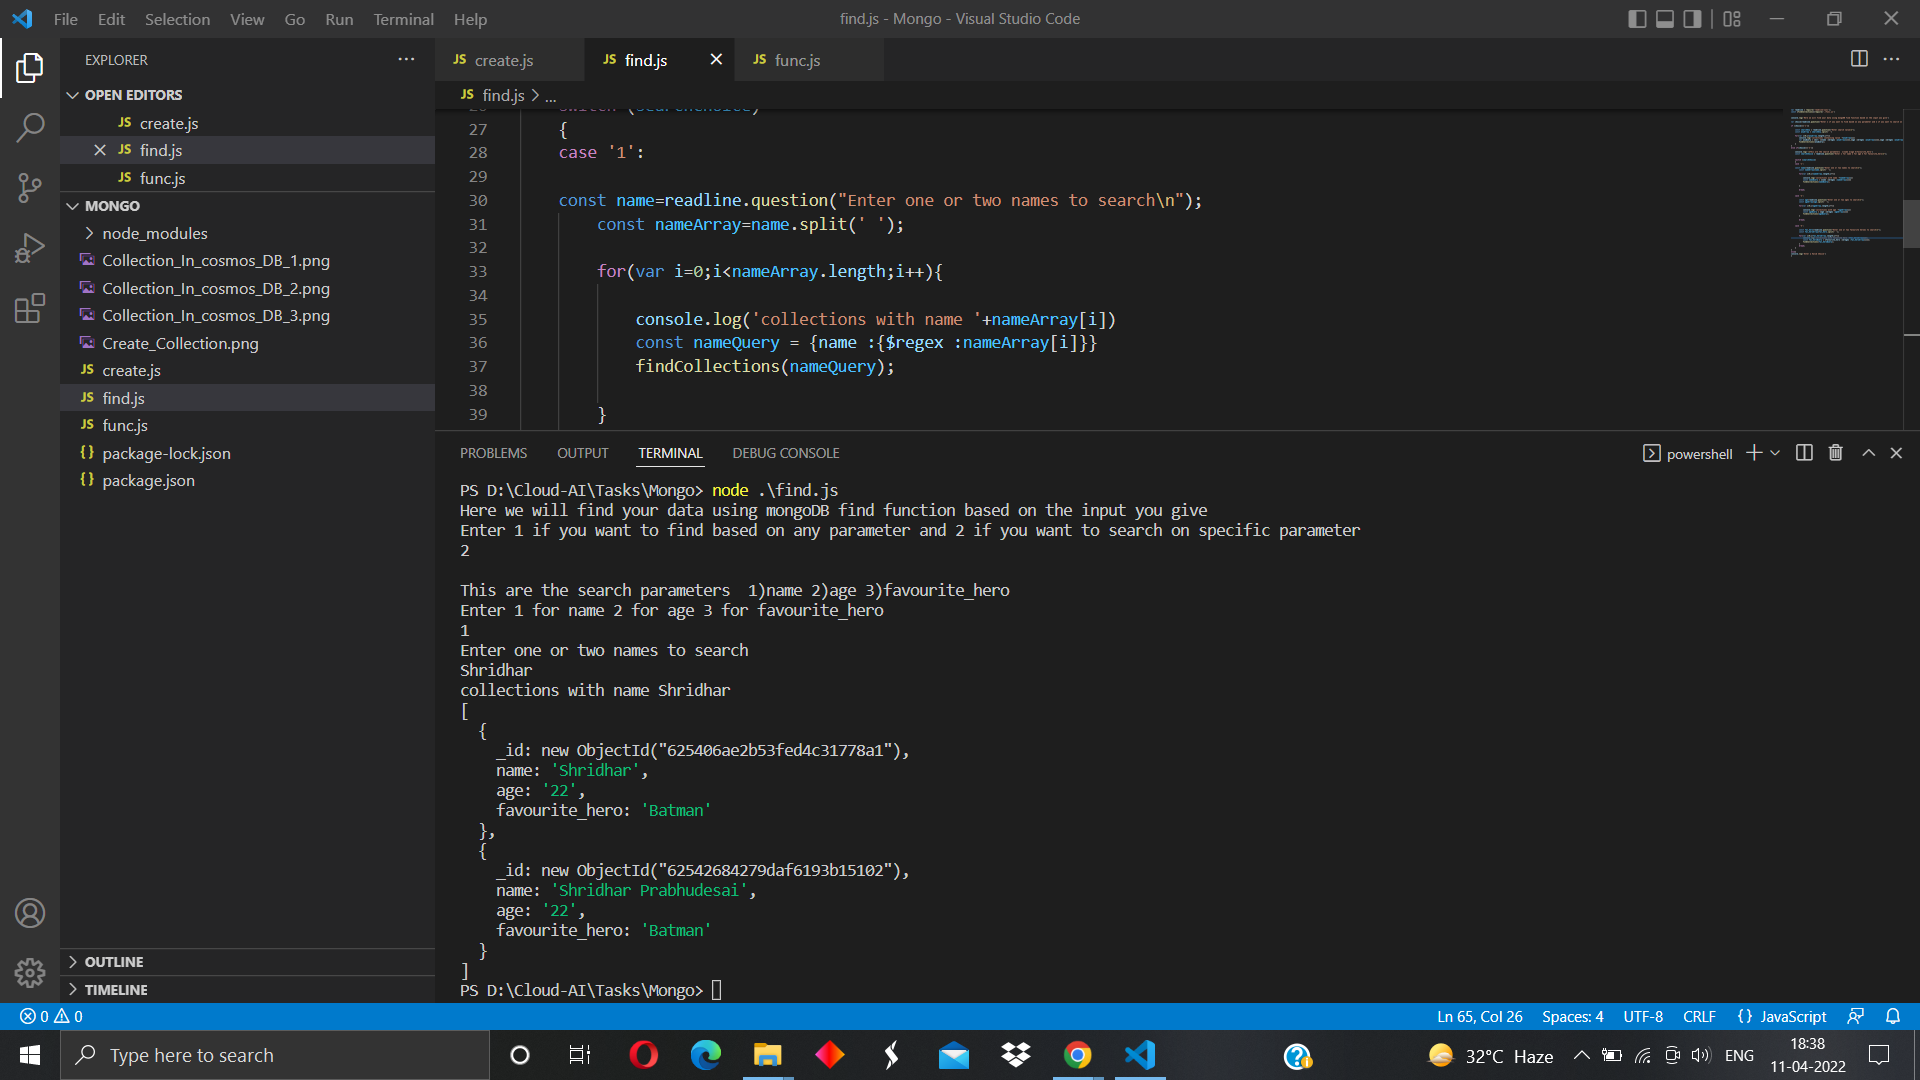 File Edit Selection View Go Run Terminal Help
find.js - Mongo - Visual Studio Code
EXPLORER
OPEN EDITORS
JS create.js
JS find.js
JS func.js
MONGO
node_modules
Collection_In_cosmos_DB_1.png
Collection_In_cosmos_DB_2.png
Collection_In_cosmos_DB_3.png
Create_Collection.png
JS create.js
JS find.js
JS func.js
{} package-lock.json
{} package.json
OUTLINE
TIMELINE
JS create.js JS find.js JS func.js
JS find.js > ...
26 switch (searchChoice)
27 {
28 case '1':
29
30 const name=readline.question("Enter one or two names to search\n");
31 const nameArray=name.split(' ');
32
33 for(var i=0;i<nameArray.length;i++){
34
35 console.log('collections with name '+nameArray[i])
36 const nameQuery = {name :{$regex :nameArray[i]}}
37 findCollections(nameQuery);
38
39 }
PROBLEMS OUTPUT TERMINAL DEBUG CONSOLE
powershell
PS D:\Cloud-AI\Tasks\Mongo> node .\find.js
Here we will find your data using mongoDB find function based on the input you give
Enter 1 if you want to find based on any parameter and 2 if you want to search on specific parameter
2
This are the search parameters  1)name 2)age 3)favourite_hero
Enter 1 for name 2 for age 3 for favourite_hero
1
Enter one or two names to search
Shridhar
collections with name Shridhar
[
{
_id: new ObjectId("625406ae2b53fed4c31778a1"),
name: 'Shridhar',
age: '22',
favourite_hero: 'Batman'
},
{
_id: new ObjectId("62542684279daf6193b15102"),
name: 'Shridhar Prabhudesai',
age: '22',
favourite_hero: 'Batman'
}
]
PS D:\Cloud-AI\Tasks\Mongo>
0 0
Ln 65, Col 26 Spaces: 4 UTF-8 CRLF {} JavaScript
Type here to search
32°C Haze
ENG
18:38
11-04-2022